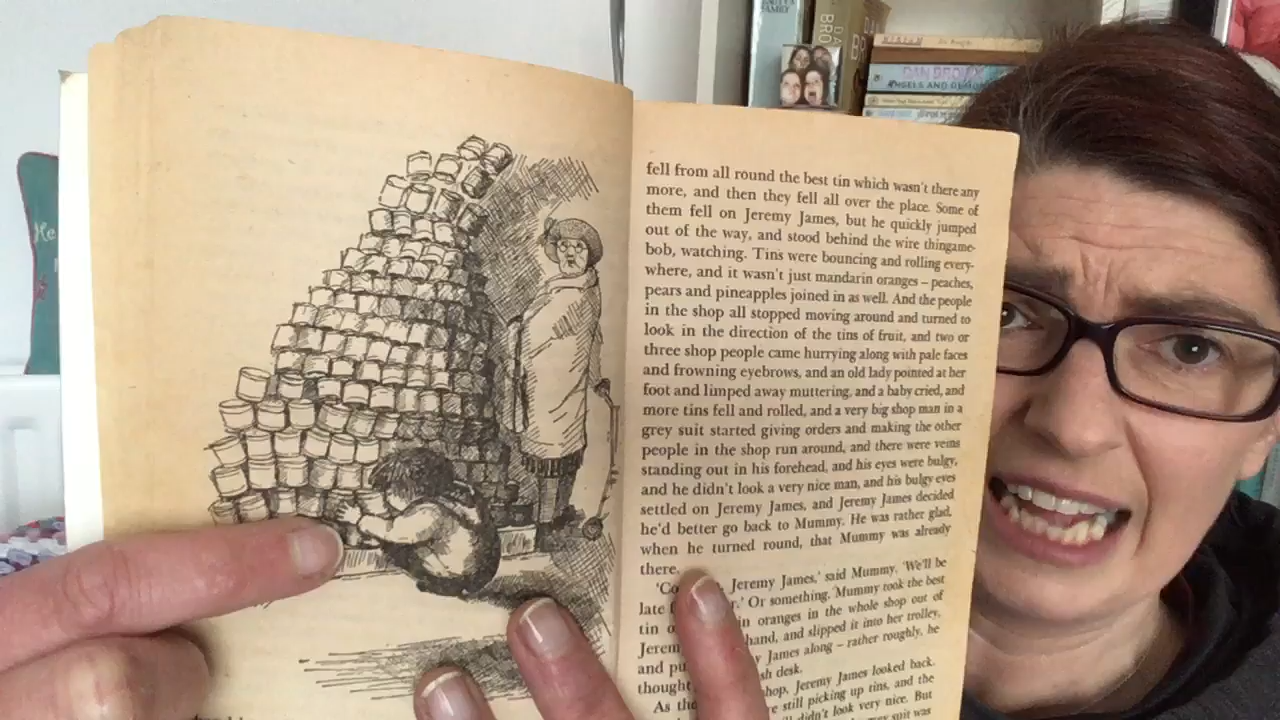 DAN BROWN
ANGELS AND DEMONS
He
fell from all round the best tin which wasn't there any
more, and then they fell all over the place. Some of
them fell on Jeremy James, but he quickly jumped
out of the way, and stood behind the wire thingame-
bob, watching. Tins were bouncing and rolling every-
where, and it wasn't just mandarin oranges – peaches,
pears and pineapples joined in as well. And the people
in the shop all stopped moving around and turned to
look in the direction of the tins of fruit, and two or
three shop people came hurrying along with pale faces
and frowning eyebrows, and an old lady pointed at her
foot and limped away muttering, and a baby cried, and
more tins fell and rolled, and a very big shop man in a
grey suit started giving orders and making the other
people in the shop run around, and there were veins
standing out in his forehead, and his eyes were bulgy,
and he didn't look a very nice man, and his bulgy eyes
settled on Jeremy James, and Jeremy James decided
he'd better go back to Mummy. He was rather glad,
when he turned round, that Mummy was already
there.
Jeremy James,' said Mummy. 'We'll be
late Or something. Mummy took the best
tin oranges in the whole shop out of
hand, and slipped it into her trolley,
and James along – rather roughly, he
thought desk.
As Jeremy James looked back.
still picking up tins, and the
didn't look very nice. But
suit was